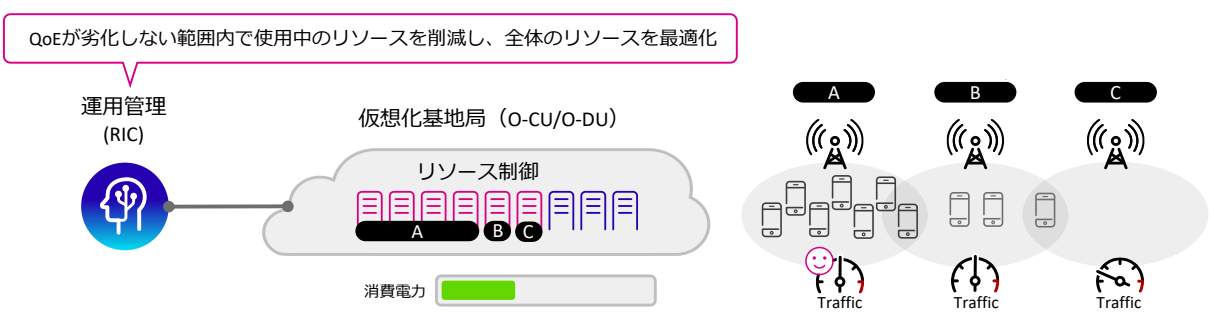 QoEが劣化しない範囲内で使用中のリソースを削減し、全体のリソースを最適化
運用管理
(RIC)
仮想化基地局（O-CU/O-DU）
リソース制御
A
B
C
消費電力
A
B
C
Traffic
Traffic
Traffic